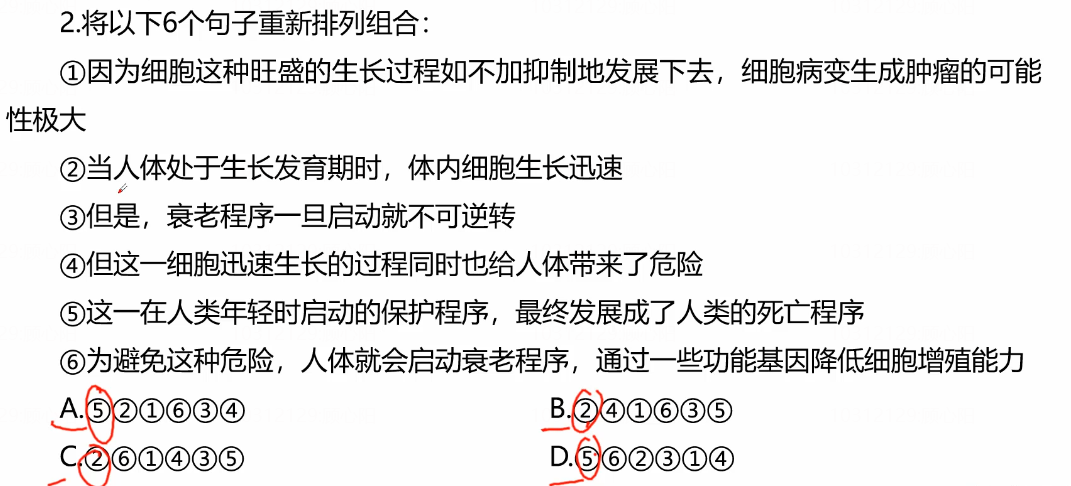 2.将以下6个句子重新排列组合：
①因为细胞这种旺盛的生长过程如不加抑制地发展下去，细胞病变生成肿瘤的可能
性极大
②当人体处于生长发育期时，体内细胞生长迅速
③但是，衰老程序一旦启动就不可逆转
④但这一细胞迅速生长的过程同时也给人体带来了危险
⑤这一在人类年轻时启动的保护程序，最终发展成了人类的死亡程序
⑥为避免这种危险，人体就会启动衰老程序，通过一些功能基因降低细胞增殖能力
A.⑤②①⑥③④ B.②④①⑥③⑤
C.②⑥①④③⑤ D.⑤⑥②③①④